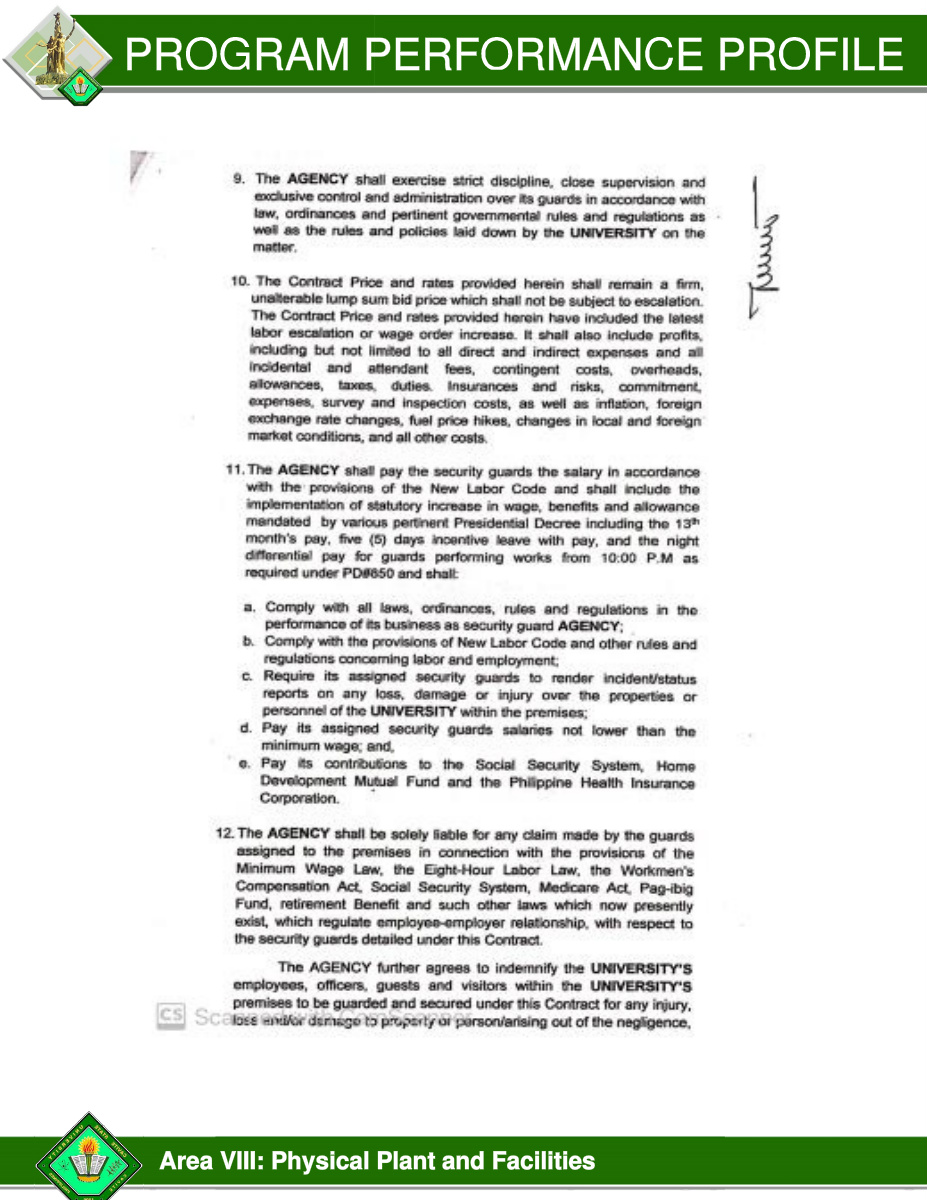 PROGRAM PERFORMANCE PROFILE
9. The AGENCY shall exercise strict discipline, close supervision and
exclusive control and administration over its guards in accordance with
law, ordinances and pertinent governmental rules and regulations as
well as the rules and policies laid down by the UNIVERSITY on the
matter.
10. The Contract Price and rates provided herein shall remain a firm,
unalterable lump sum bid price which shall not be subject to escalation.
The Contract Price and rates provided herein have included the latest
labor escalation or wage order increase. It shall also include profits,
including but not limited to all direct and indirect expenses and all
incidental and attendant fees, contingent costs, overheads,
allowances, taxes, duties. Insurances and risks, commitment,
expenses, survey and inspection costs, as well as inflation, foreign
exchange rate changes, fuel price hikes, changes in local and foreign
market conditions, and all other costs.
11. The AGENCY shall pay the security guards the salary in accordance
with the provisions of the New Labor Code and shall include the
implementation of statutory increase in wage, benefits and allowance
mandated by various pertinent Presidential Decree including the 13th
month's pay, five (5) days incentive leave with pay, and the night
differential pay for guards performing works from 10:00 P.M as
required under PD#850 and shall:
a. Comply with all laws, ordinances, rules and regulations in the
performance of its business as security guard AGENCY;
b. Comply with the provisions of New Labor Code and other rules and
regulations concerning labor and employment;
c. Require its assigned security guards to render incident/status
reports on any loss, damage or injury over the properties or
personnel of the UNIVERSITY within the premises;
d. Pay its assigned security guards salaries not lower than the
minimum wage; and,
e. Pay its contributions to the Social Security System, Home
Development Mutual Fund and the Philippine Health Insurance
Corporation.
12. The AGENCY shall be solely liable for any claim made by the guards
assigned to the premises in connection with the provisions of the
Minimum Wage Law, the Eight-Hour Labor Law, the Workmen's
Compensation Act, Social Security System, Medicare Act, Pag-ibig
Fund, retirement Benefit and such other laws which now presently
exist, which regulate employee-employer relationship, with respect to
the security guards detailed under this Contract.
The AGENCY further agrees to indemnify the UNIVERSITY'S
employees, officers, guests and visitors within the UNIVERSITY'S
premises to be guarded and secured under this Contract for any injury,
loss and/or damage to property or person/arising out of the negligence,
CS Scanned with CamScanner
Area VIII: Physical Plant and Facilities